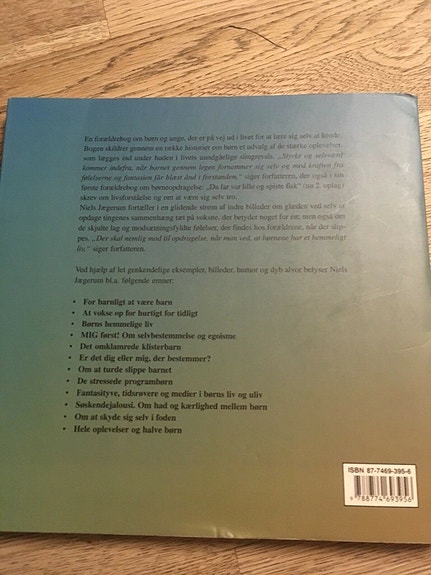 En forældrebog om børn og unge, der er på vej ud i livet for at lære sig selv at kende.
Bogen skildrer gennem en række historier om børn et udvalg af de stærke oplevelser,
som lægges ind under huden i livets uundgåelige slingrevals. „Styrke og selvværd
kommer indefra, når barnet gennem legen fornemmer sig selv og med kraften fra
følelserne og fantasien får blæst ånd i forstanden,“ siger forfatteren, der også i sin
første forældrebog om børneopdragelse: „Da far var lille og spiste fisk“ (nu 2. oplag)
skrev om livsforståelse og om at være sig selv tro.
Niels Jægerum fortæller i en glidende strøm af indre billeder om glæden ved selv at
opdage tingenes sammenhæng tæt på voksne, der betyder noget for en, men også om
de skjulte lag og modsætningsfyldte følelser, der findes hos forældrene, når der slip-
pes. „Der skal nemlig mod til opdragelse, når man ved, at børnene har et hemmeligt
liv,“ siger forfatteren.
Ved hjælp af let genkendelige eksempler, billeder, humor og dyb alvor belyser Niels
Jægerum bl.a. følgende emner:
• For barnligt at være barn
• At vokse op for hurtigt for tidligt
• Børns hemmelige liv
• MIG først! Om selvbestemmelse og egoisme
• Det omklamrede klisterbarn
• Er det dig eller mig, der bestemmer?
• Om at turde slippe barnet
• De stressede programbørn
• Fantasityve, tidsrøvere og medier i børns liv og uliv
• Søskendejalousi. Om had og kærlighed mellem børn
• Om at skyde sig selv i foden
• Hele oplevelser og halve børn
ISBN 87-7469-395-6
9 788774 693956